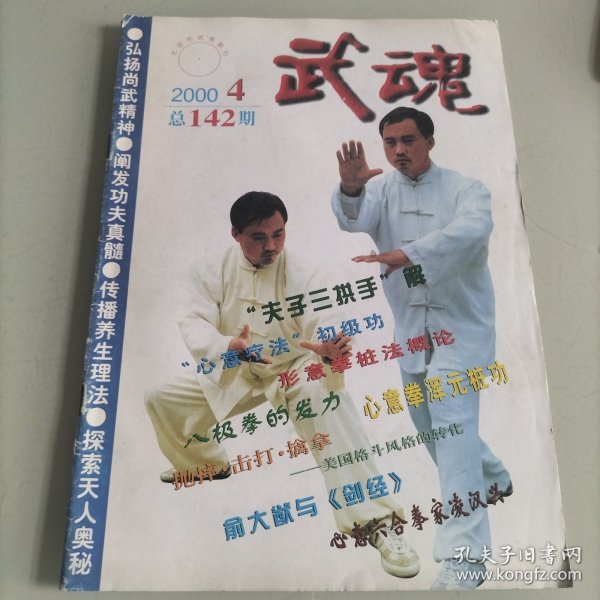 武魂
2000 4
总142期
●弘扬尚武精神●阐发功夫真髓●传播养生理法●探索天人奥秘
“夫子三拱手”解
“心意疗法”初级功
形意拳桩法概论
八极拳的发力
心意拳浑元桩功
抛摔·击打·擒拿
——美国格斗风格的转化
俞大猷与《剑经》
心意六合拳家凌汉兴
孔夫子旧书网
www.kongfz.com